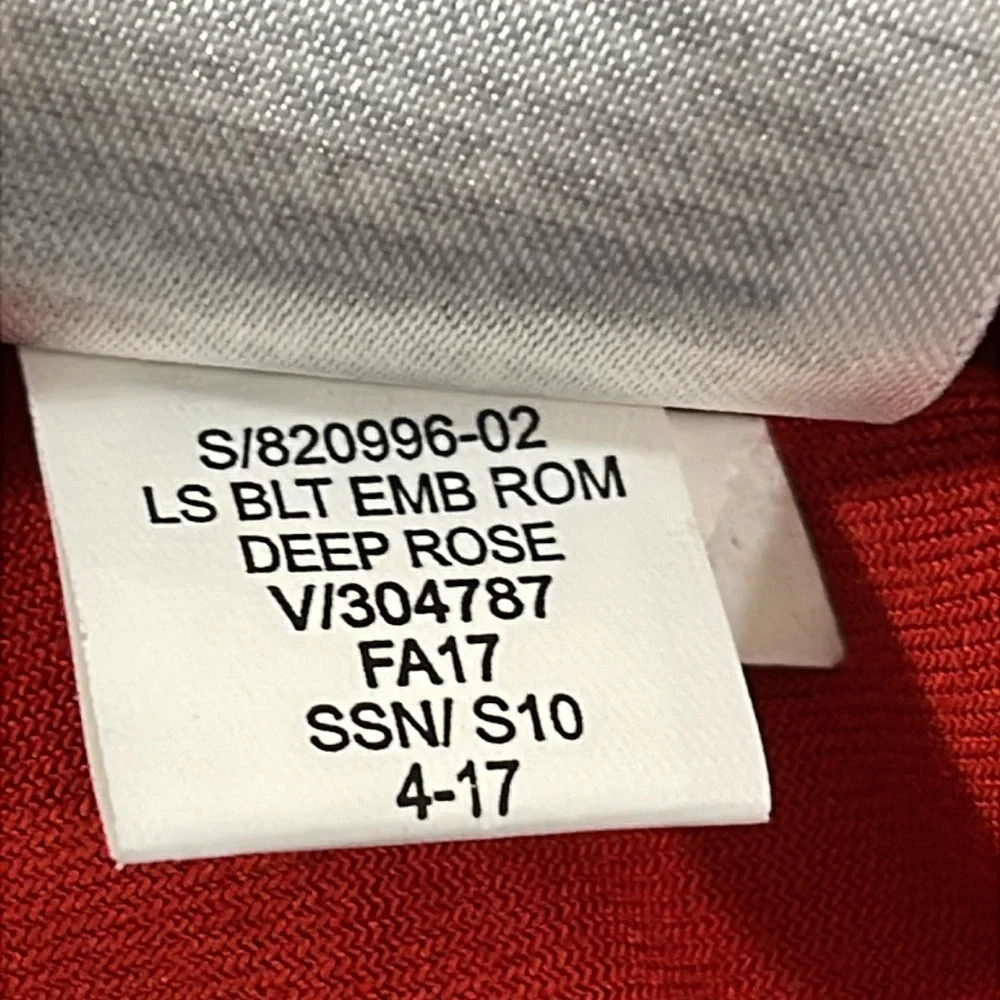 S/820996-02
LS BLT EMB ROM
DEEP ROSE
V/304787
FA17
SSN/ S10
4-17